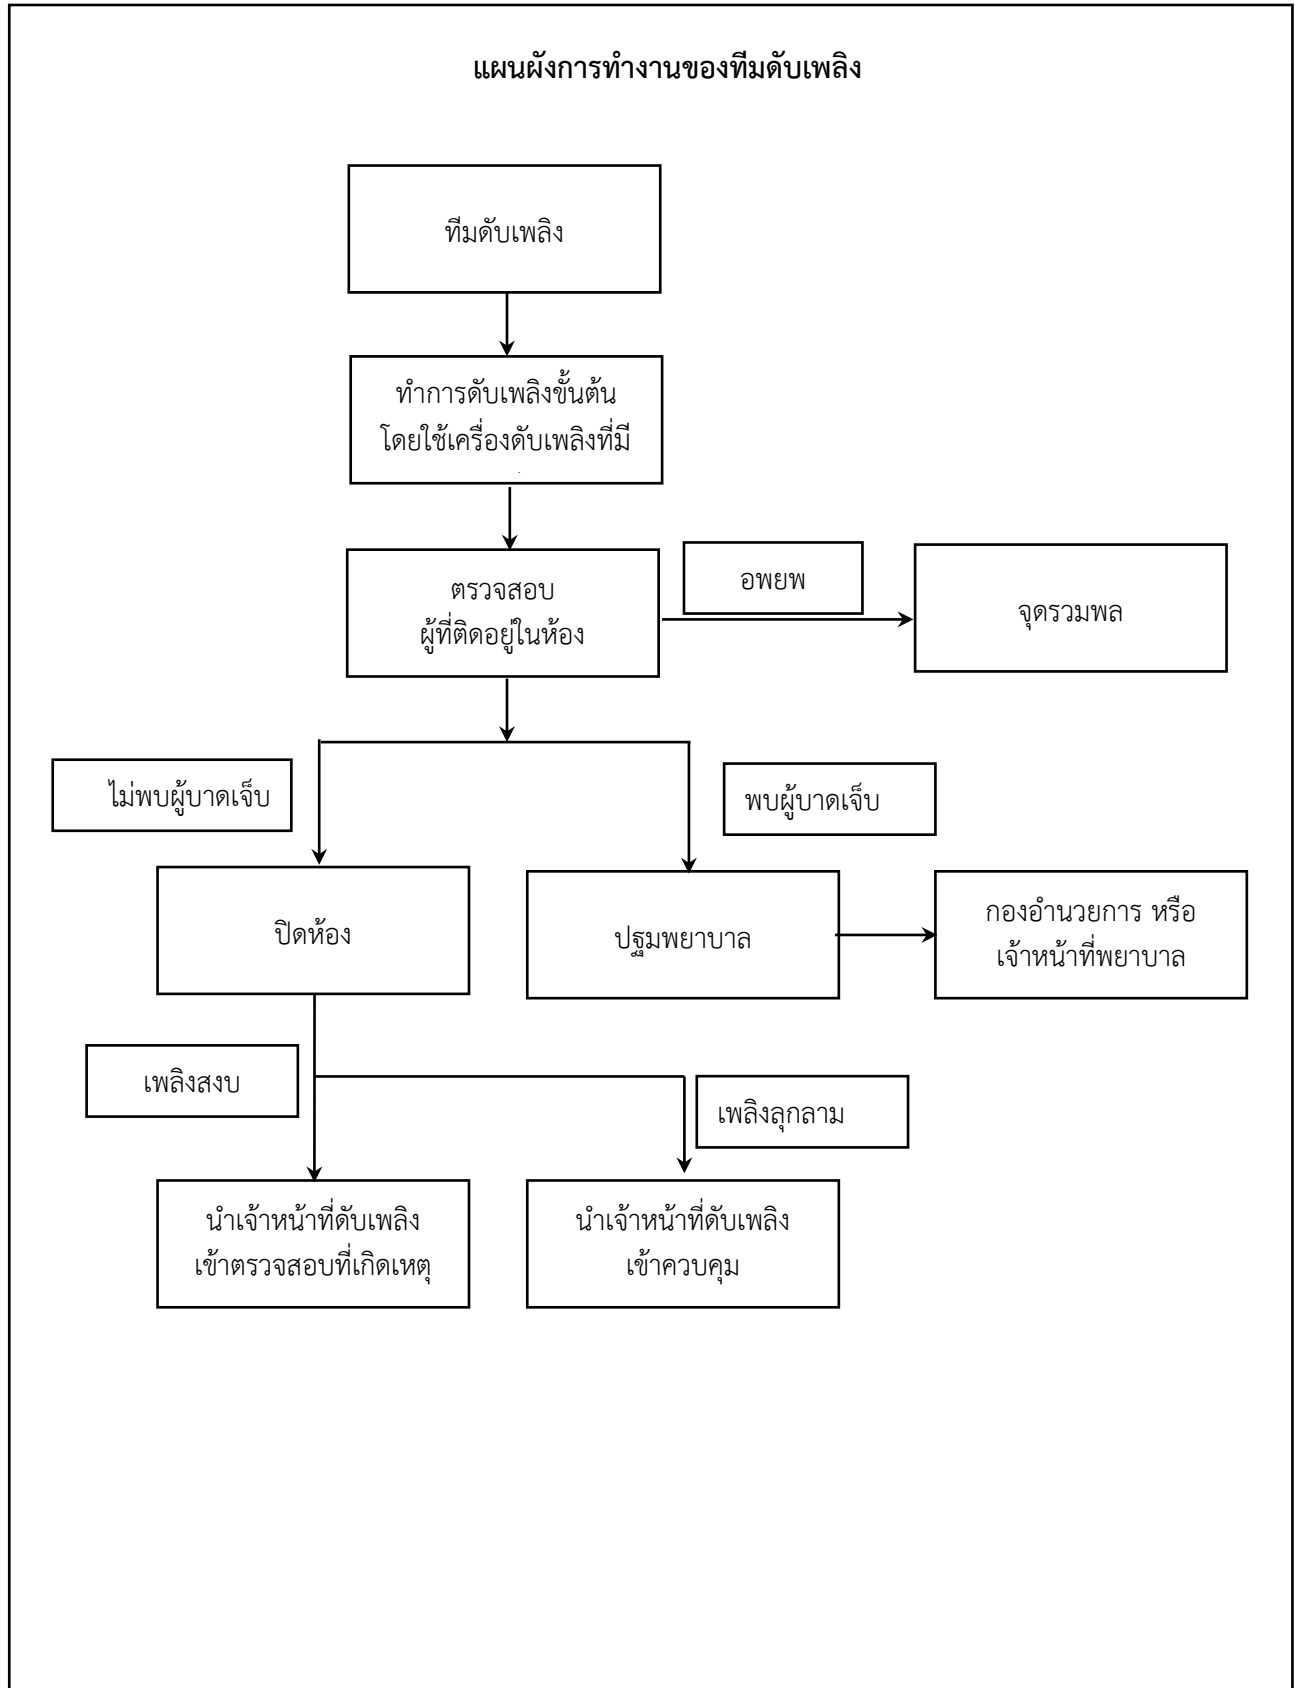 แผนผังการทำงานของทีมดับเพลิง
ทีมดับเพลิง
ทำการดับเพลิงขั้นต้น
โดยใช้เครื่องดับเพลิงที่มี
ตรวจสอบ
ผู้ที่ติดอยู่ในห้อง
อพยพ
จุดรวมพล
ไม่พบผู้บาดเจ็บ
พบผู้บาดเจ็บ
ปิดห้อง
ปฐมพยาบาล
กองอำนวยการ หรือ
เจ้าหน้าที่พยาบาล
เพลิงสงบ
เพลิงลุกลาม
นำเจ้าหน้าที่ดับเพลิง
เข้าตรวจสอบที่เกิดเหตุ
นำเจ้าหน้าที่ดับเพลิง
เข้าควบคุม